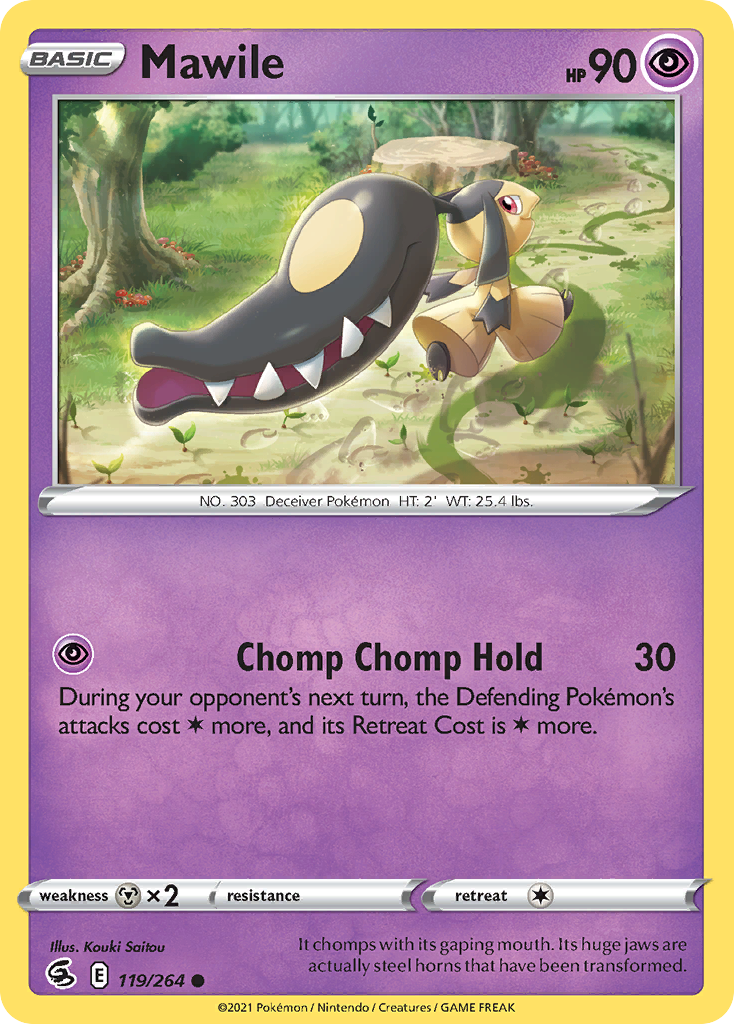 BASIC Mawile HP 90
NO. 303 Deceiver Pokémon HT: 2' WT: 25.4 lbs.
Chomp Chomp Hold 30
During your opponent's next turn, the Defending Pokémon's
attacks cost more, and its Retreat Cost is more.
weakness ×2 resistance retreat
Illus. Kouki Saitou
It chomps with its gaping mouth. Its huge jaws are
actually steel horns that have been transformed.
E 119/264
©2021 Pokémon / Nintendo / Creatures / GAME FREAK